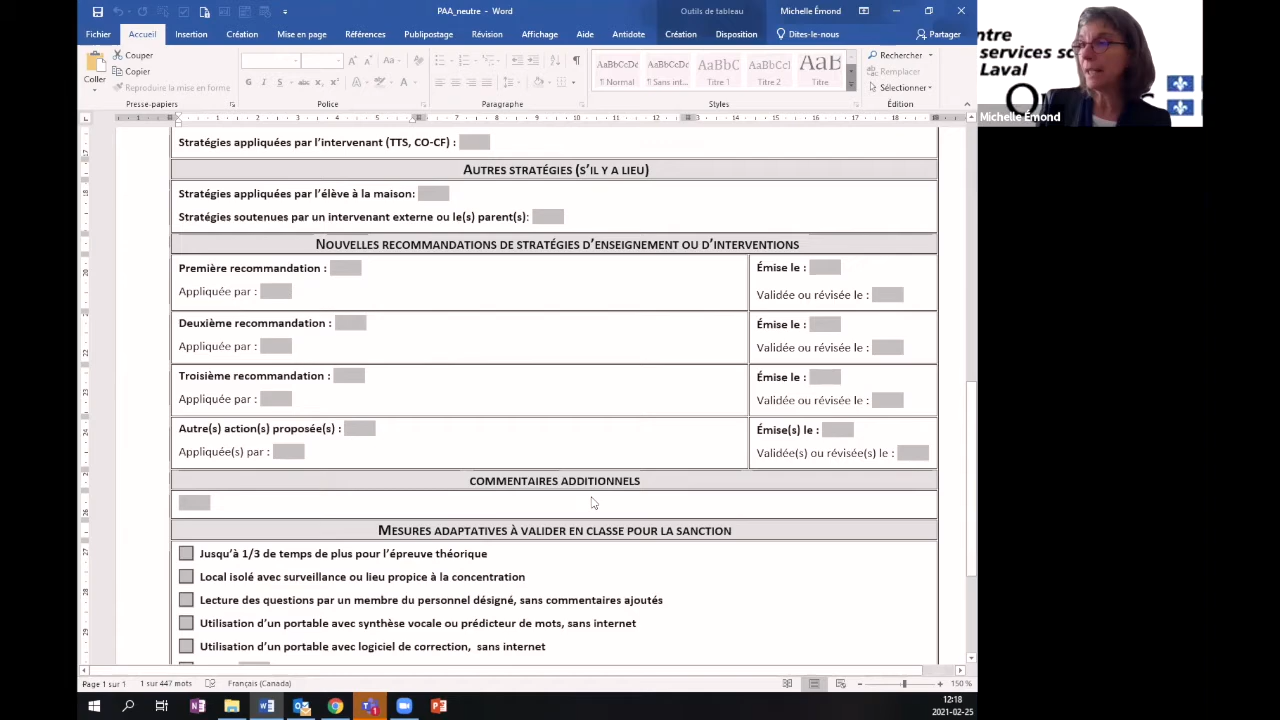 PAA_neutre - Word
Outils de tableau
Michelle Émond
Fichier Accueil Insertion Création Mise en page Références Publipostage Révision Affichage Aide Antidote Création Disposition Dites-le-nous Partager
Coller
Couper
Copier
Reproduire la mise en forme
Presse-papiers
G I S
Police
Paragraphe
AaBbCcDc AaBbCcDc AaBbC AaBbCcL AaB
¶ Normal ¶ Sans int... Titre 1 Titre 2 Titre
Styles
Rechercher
Remplacer
Sélectionner
Édition
ntre
services sc
Laval
Michelle Émond
Stratégies appliquées par l'intervenant (TTS, CO-CF) :
AUTRES STRATÉGIES (S'IL Y A LIEU)
Stratégies appliquées par l'élève à la maison:
Stratégies soutenues par un intervenant externe ou le(s) parent(s):
NOUVELLES RECOMMANDATIONS DE STRATÉGIES D'ENSEIGNEMENT OU D'INTERVENTIONS
Première recommandation : Émise le :
Appliquée par : Validée ou révisée le :
Deuxième recommandation : Émise le :
Appliquée par : Validée ou révisée le :
Troisième recommandation : Émise le :
Appliquée par : Validée ou révisée le :
Autre(s) action(s) proposée(s) : Émise(s) le :
Appliquée(s) par : Validée(s) ou révisée(s) le :
COMMENTAIRES ADDITIONNELS
MESURES ADAPTATIVES À VALIDER EN CLASSE POUR LA SANCTION
Jusqu'à 1/3 de temps de plus pour l'épreuve théorique
Local isolé avec surveillance ou lieu propice à la concentration
Lecture des questions par un membre du personnel désigné, sans commentaires ajoutés
Utilisation d'un portable avec synthèse vocale ou prédicteur de mots, sans internet
Utilisation d'un portable avec logiciel de correction, sans internet
Page 1 sur 1 1 sur 447 mots Français (Canada) 150 %
12:18
2021-02-25